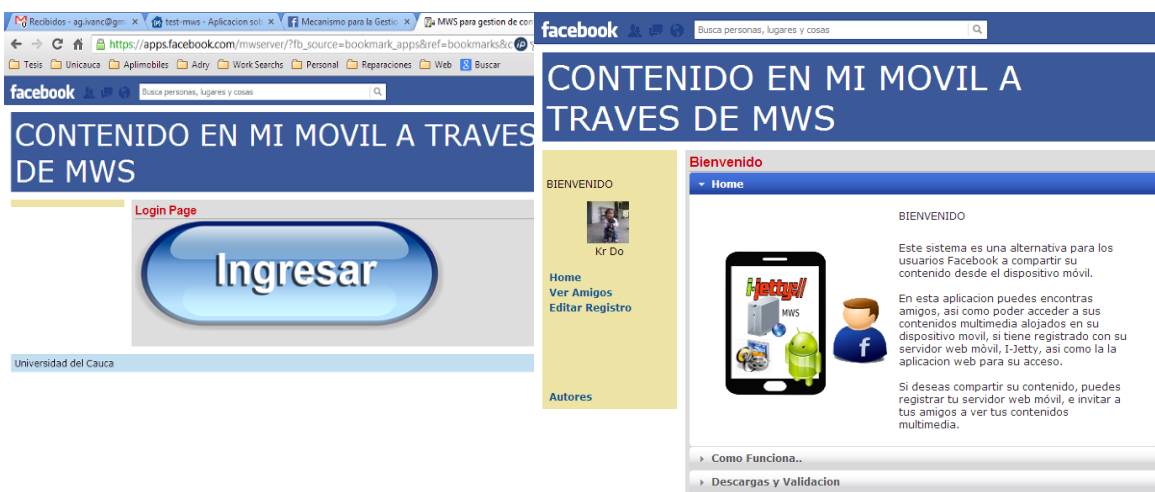 Recibidos - ag.ivanc@gm
test-mws - Aplicacion sob
Mecanismo para la Gestio
MWS para gestion de con
https://apps.facebook.com/mwserver/?fb_source=bookmark_apps&ref=bookmarks&c
Tesis Unicauca Aplimobiles Adry Work Searchs Personal Reparaciones Web Buscar
facebook
Busca personas, lugares y cosas
CONTENIDO EN MI MOVIL A TRAVES
DE MWS
Login Page
Ingresar
Universidad del Cauca
facebook
Busca personas, lugares y cosas
CONTENIDO EN MI MOVIL A
TRAVES DE MWS
BIENVENIDO
Kr Do
Home
Ver Amigos
Editar Registro
Autores
Bienvenido
Home
i-jetty://
MWS
f
BIENVENIDO
Este sistema es una alternativa para los
usuarios Facebook a compartir su
contenido desde el dispositivo móvil.
En esta aplicacion puedes encontras
amigos, asi como poder acceder a sus
contenidos multimedia alojados en su
dispositivo movil, si tiene registrado con su
servidor web mòvil, I-Jetty, asi como la la
aplicacion web para su acceso.
Si deseas compartir su contenido, puedes
registrar tu servidor web móvil, e invitar a
tus amigos a ver tus contenidos
multimedia.
Como Funciona..
Descargas y Validacion